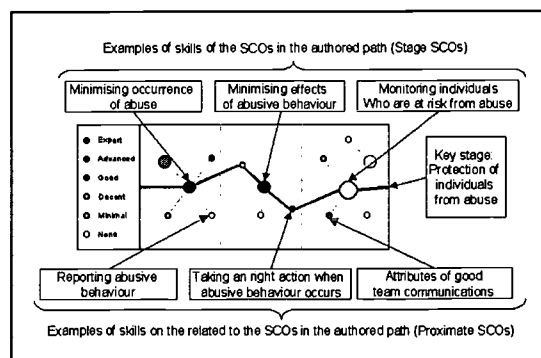 Examples of skills of the SCOs in the authored path (Stage SCOs)
Minimising occurrence
of abuse
Minimising effects
of abusive behaviour
Monitoring individuals
Who are at risk from abuse
Expert
Advanced
Good
Decent
Minimal
None
Key stage:
Protection of
individuals
from abuse
Reporting abusive
behaviour
Taking an right action when
abusive behaviour occurs
Attributes of good
team communications
Examples of skills on the related to the SCOs in the authored path (Proximate SCOs)